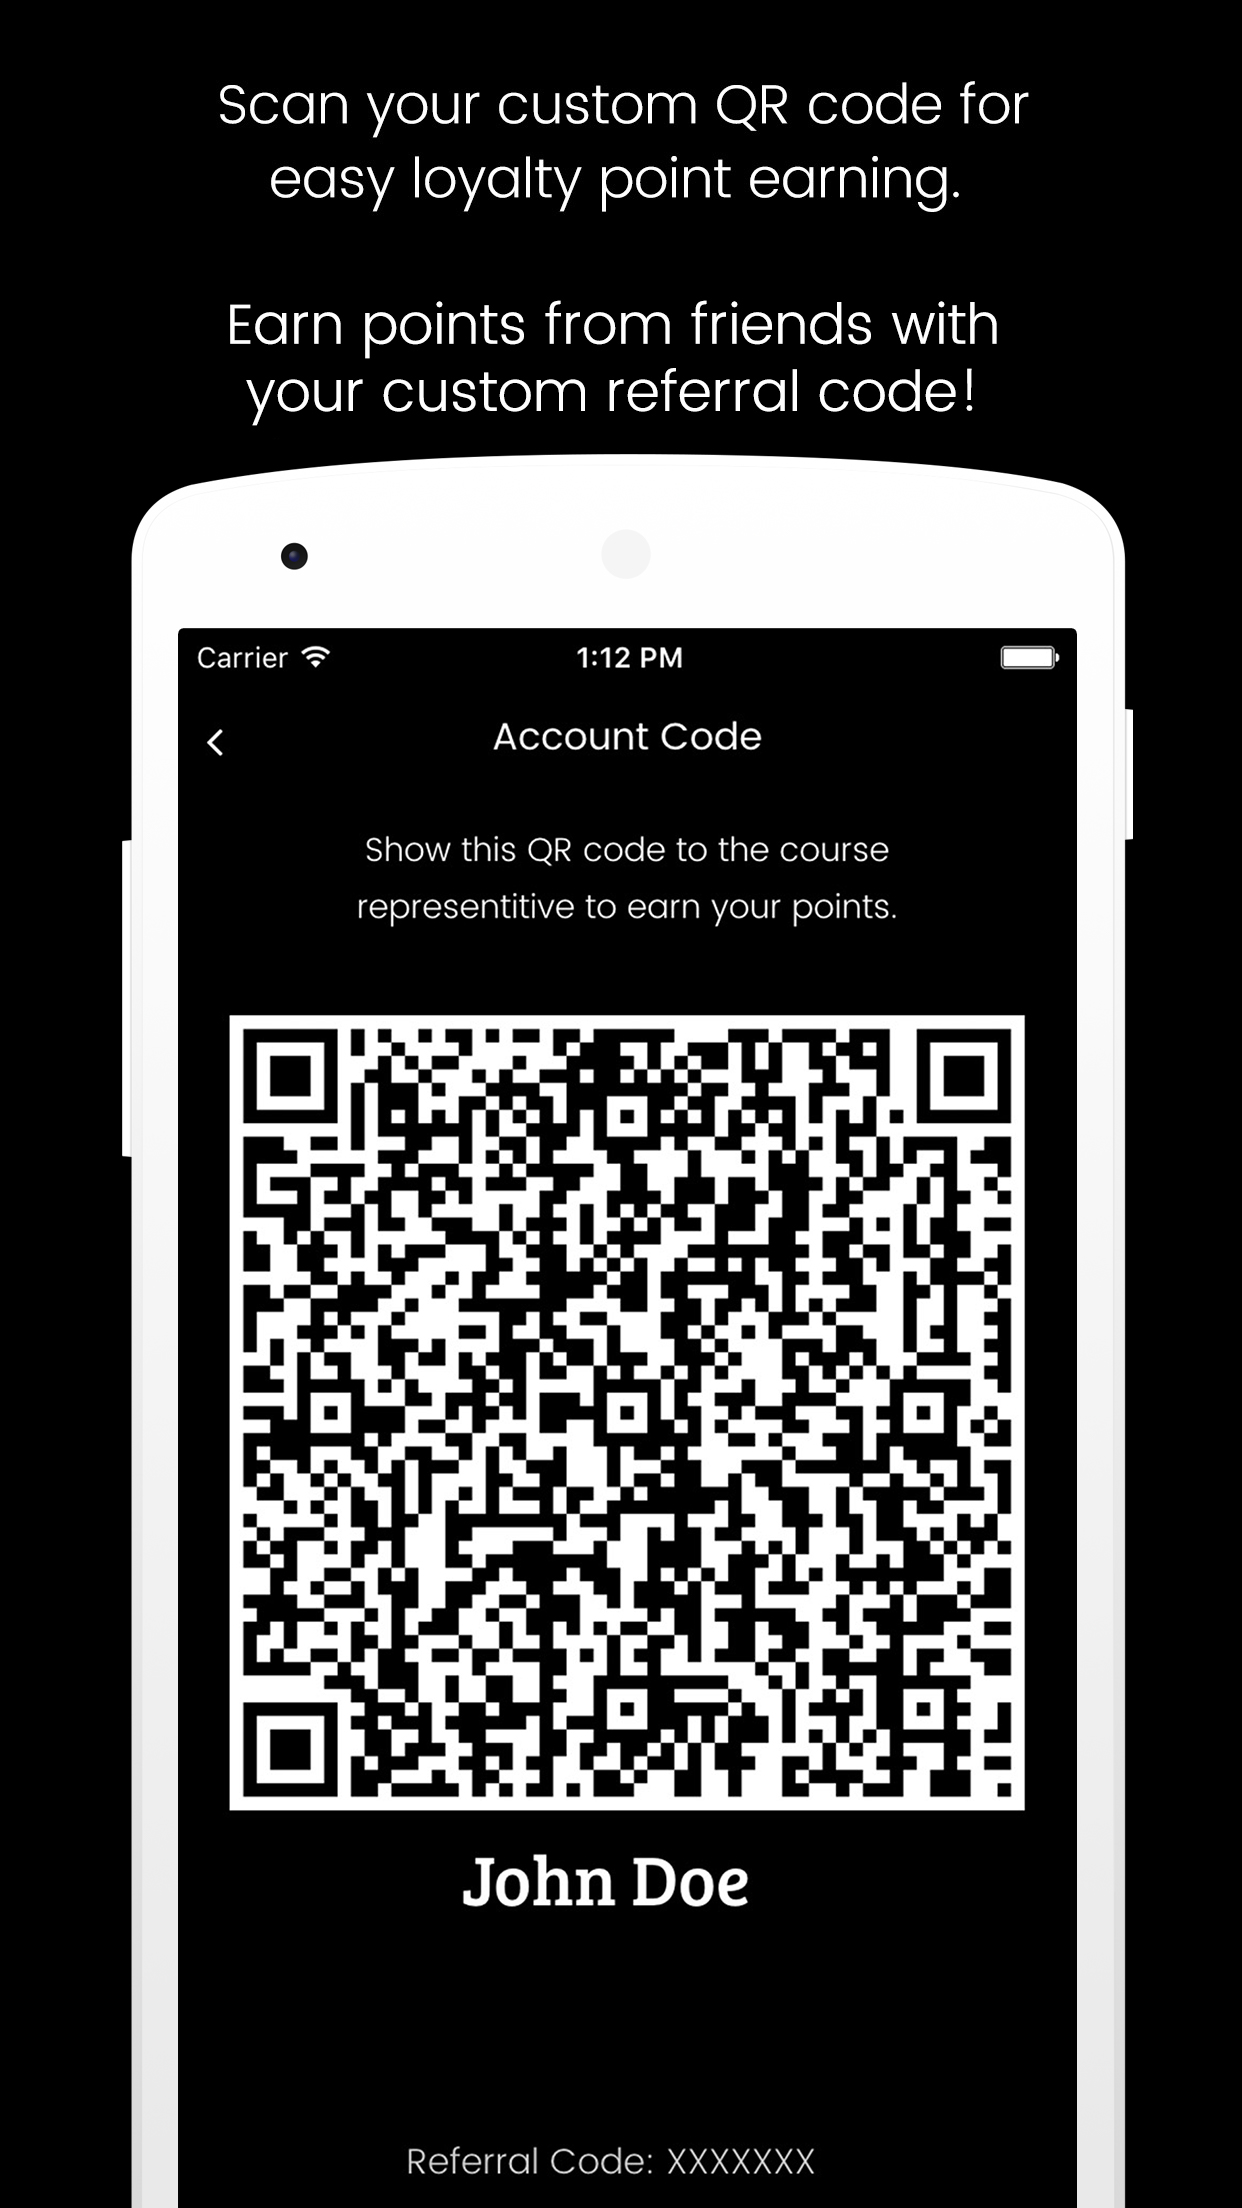 Scan your custom QR code for
easy loyalty point earning.
Earn points from friends with
your custom referral code!
Carrier 1:12 PM
Account Code
Show this QR code to the course
representitive to earn your points.
John Doe
Referral Code: XXXXXXX